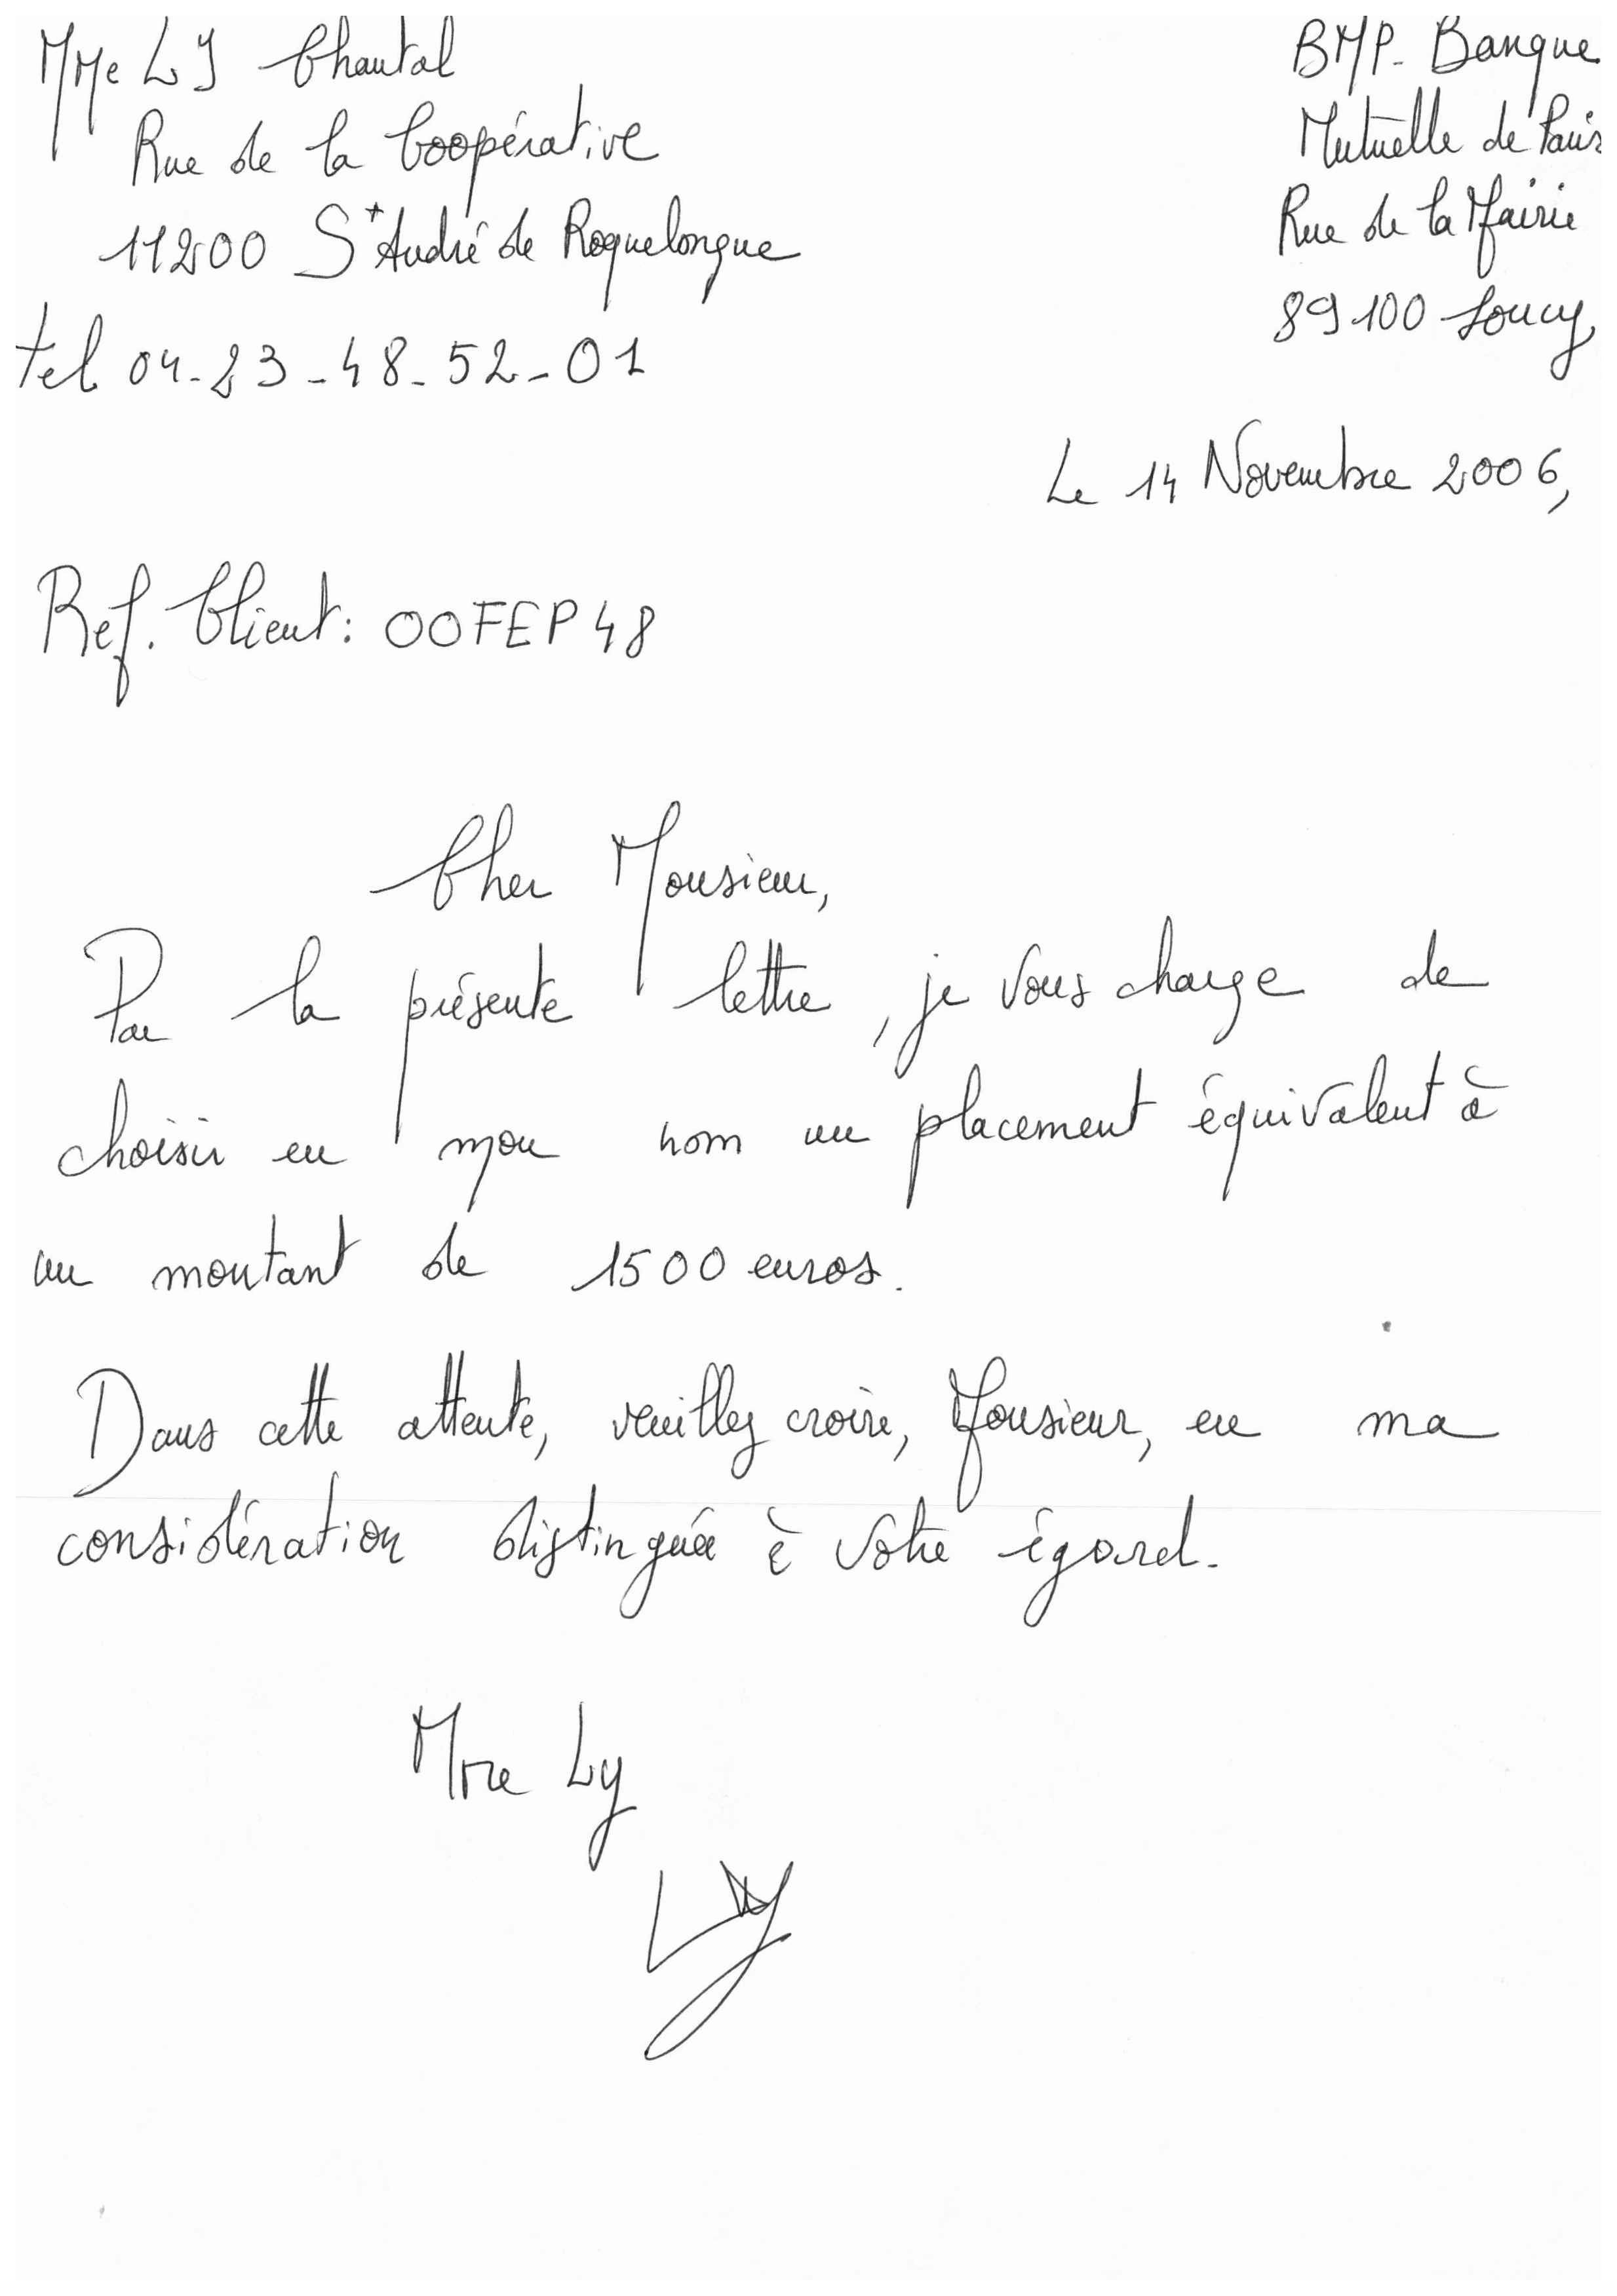 MMe LY Chantal
Rue de la Coopérative
11200 St André de Roquelongue
tel 04-23-48-52-01
BMP- Banque
Mutuelle de Paris
Rue de la Mairie
89100 Soucy,
Le 14 Novembre 2006,
Ref. Client: 00FEP48
Cher Monsieur,
Par la présente lettre, je vous charge de
choisir en mon nom un placement équivalent à
un montant de 1500 euros.
Dans cette attente, veuillez croire, Monsieur, en ma
considération distinguée à votre égard.
Mme Ly
Ly